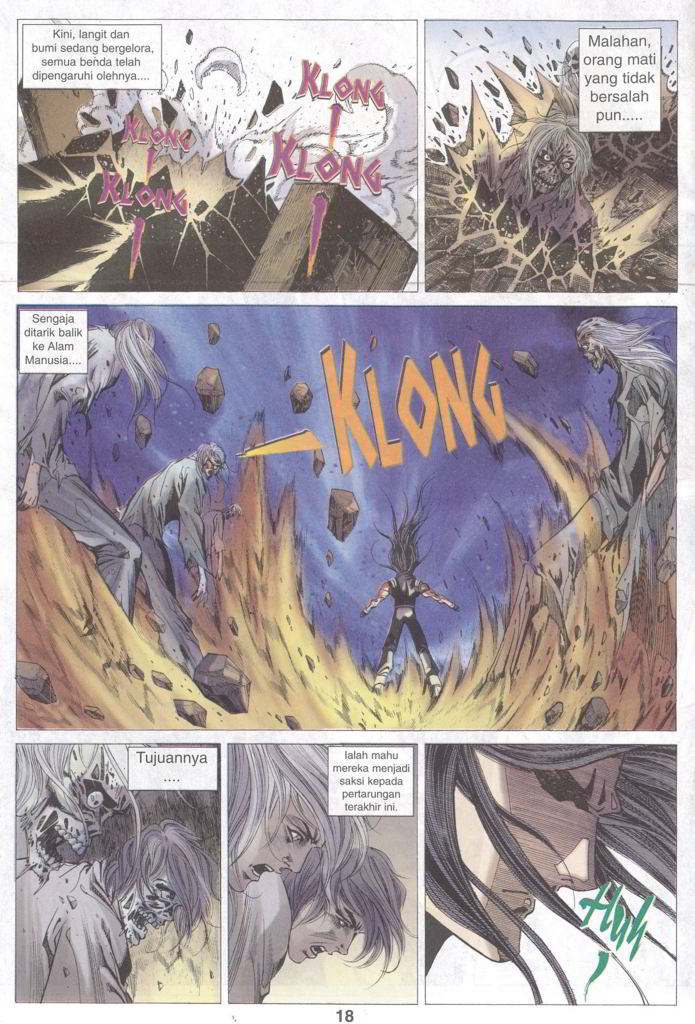 Kini, langit dan
bumi sedang bergelora,
semua benda telah
dipengaruhi olehnya....
KLONG
KLONG
KLONG
KLONG
Malahan,
orang mati
yang tidak
bersalah
pun.....
Sengaja
ditarik balik
ke Alam
Manusia....
KLONG
Tujuannya
....
Ialah mahu
mereka menjadi
saksi kepada
pertarungan
terakhir ini.
Huh
18